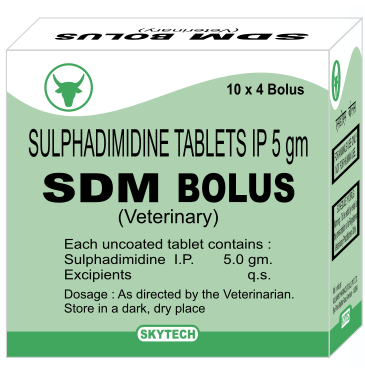 SDM BOLUS
(Veterinary)
10 x 4 Bolus
SULPHADIMIDINE TABLETS IP 5 gm
SDM BOLUS
(Veterinary)
Each uncoated tablet contains :
Sulphadimidine I.P. 5.0 gm.
Excipients q.s.
Dosage : As directed by the Veterinarian.
Store in a dark, dry place
SKYTECH